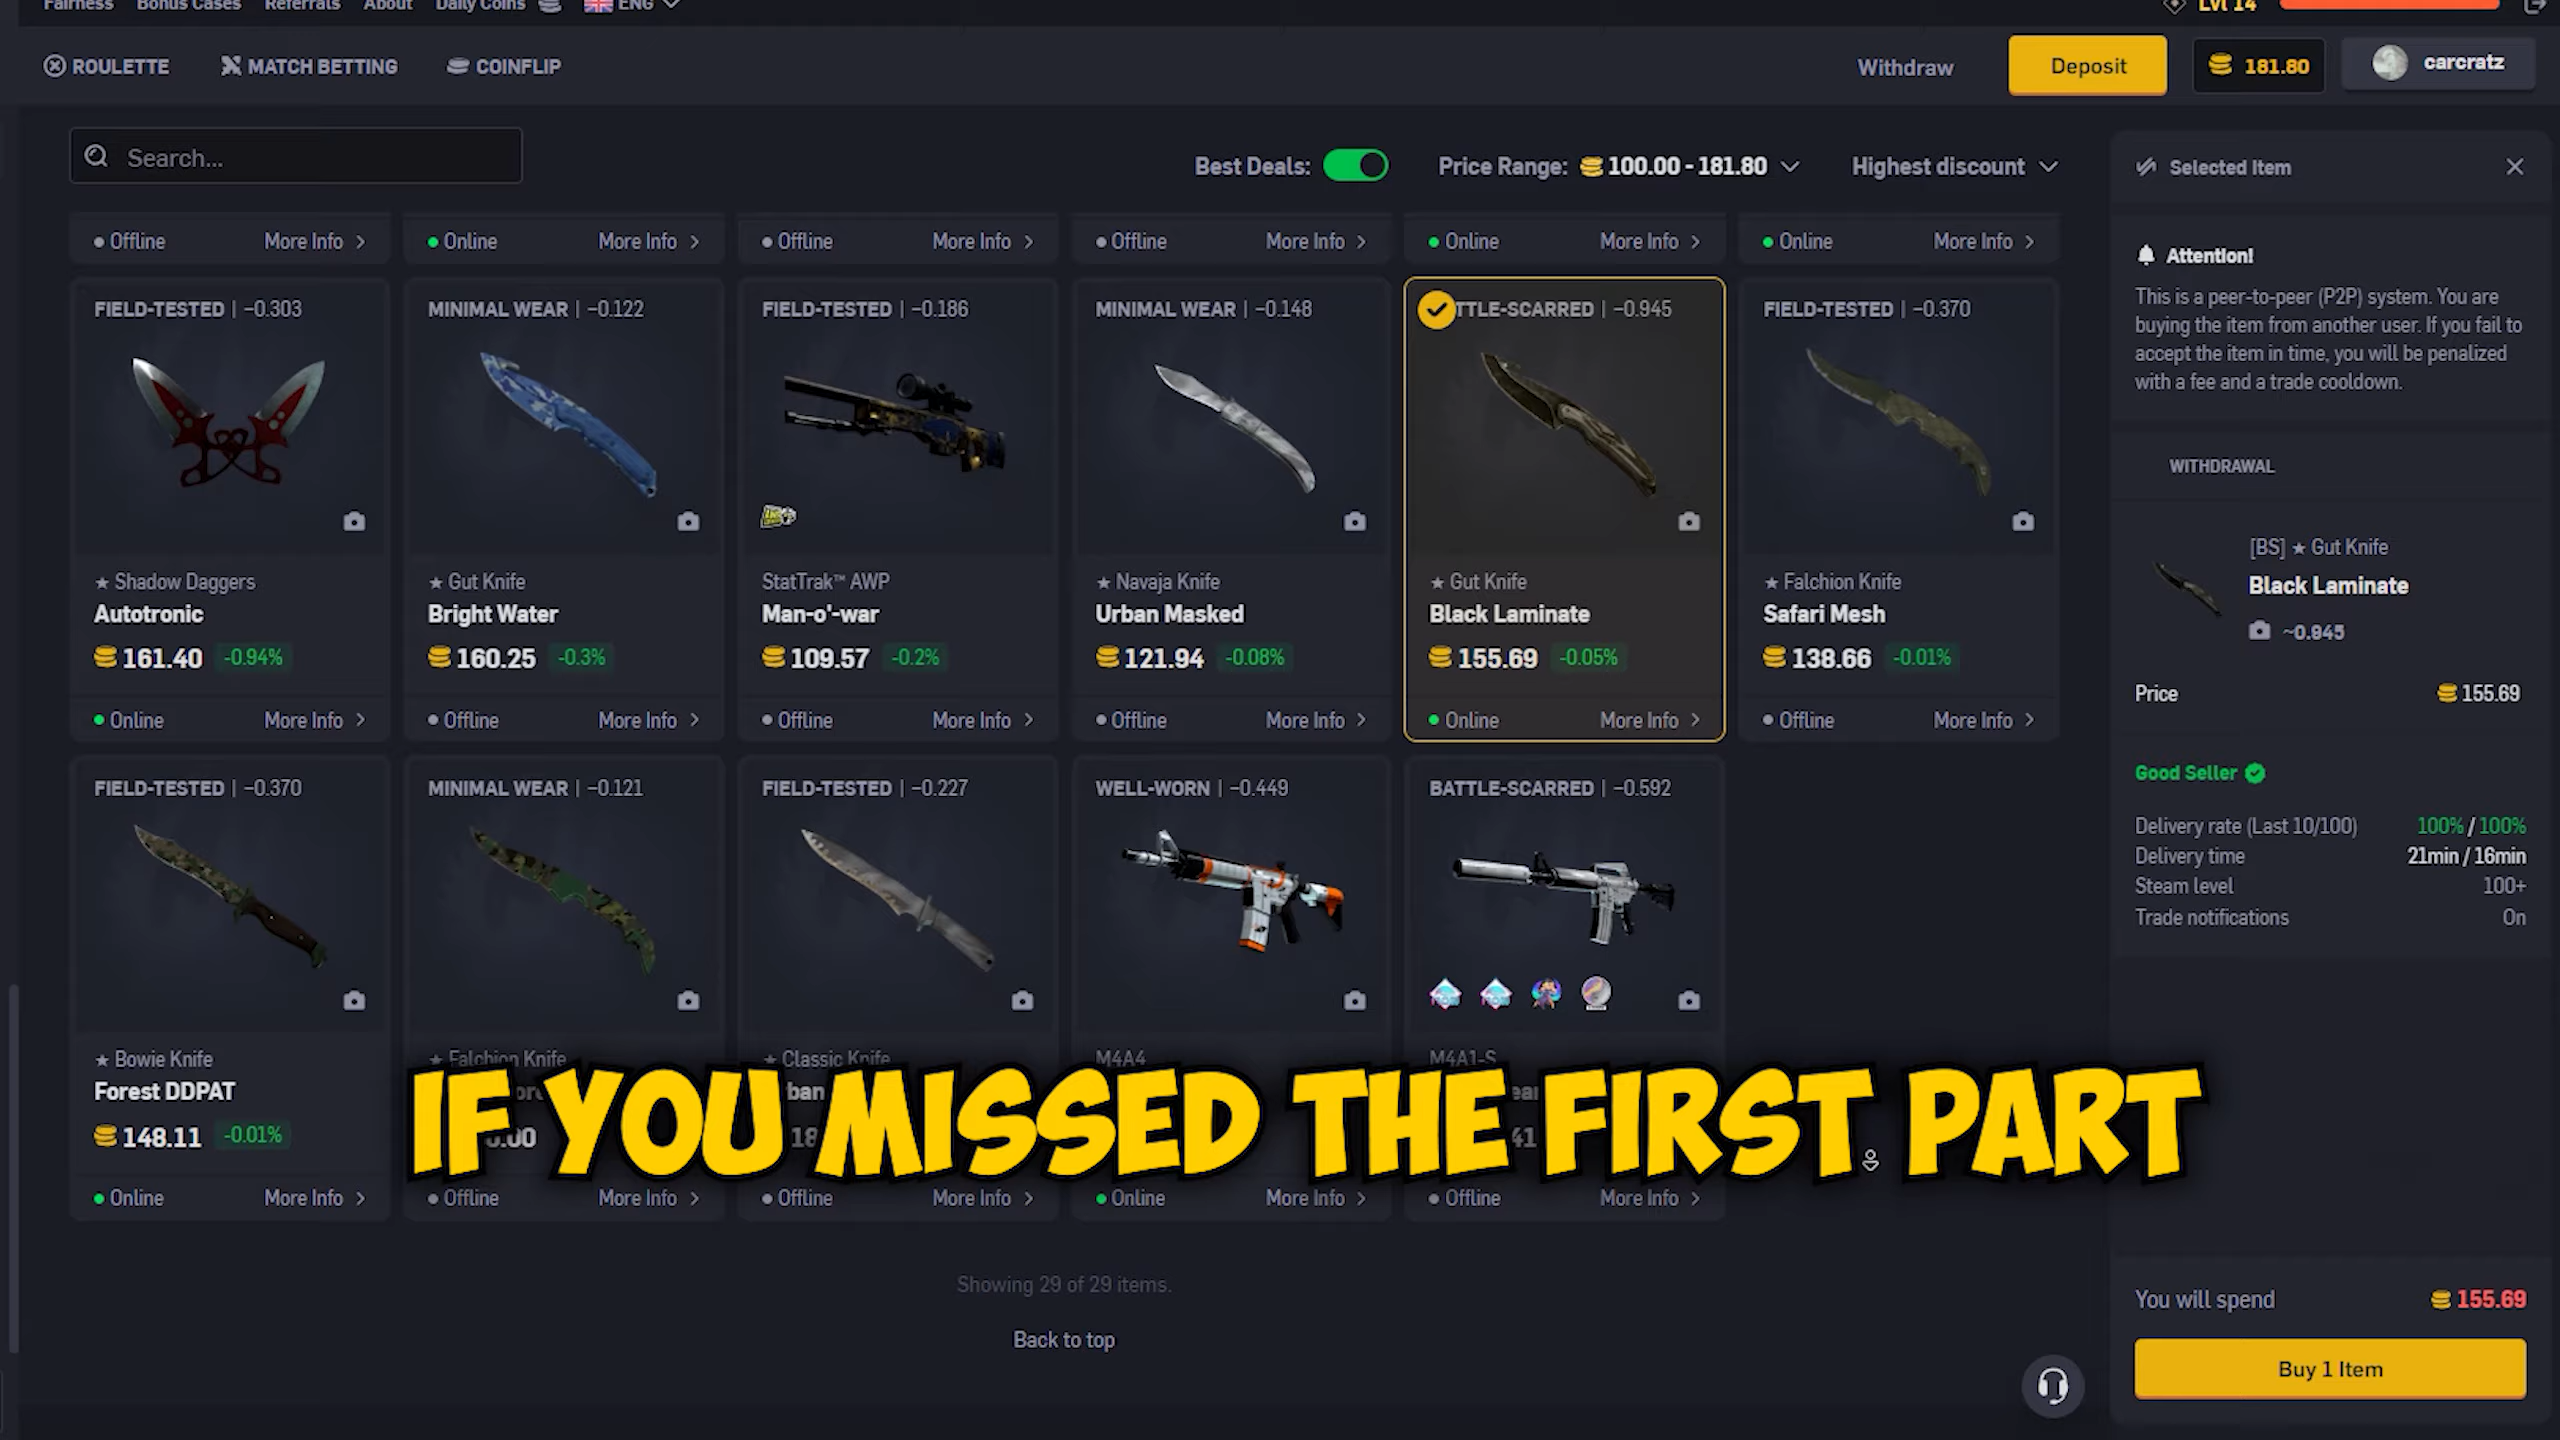 Fairness Bonus Cases Referrals About Daily Coins ENG
Lvl 14
ROULETTE MATCH BETTING COINFLIP
Withdraw Deposit 181.80 carcratz
Search...
Best Deals: Price Range: 100.00 - 181.80 Highest discount
Offline More Info > Online More Info > Offline More Info > Offline More Info > Online More Info > Online More Info >
FIELD-TESTED | ~0.303
★ Shadow Daggers
Autotronic
161.40 -0.94%
Online More Info >
MINIMAL WEAR | ~0.122
★ Gut Knife
Bright Water
160.25 -0.3%
Offline More Info >
FIELD-TESTED | ~0.186
StatTrak™ AWP
Man-o'-war
109.57 -0.2%
Offline More Info >
MINIMAL WEAR | ~0.148
★ Navaja Knife
Urban Masked
121.94 -0.08%
Offline More Info >
TTLE-SCARRED | ~0.945
★ Gut Knife
Black Laminate
155.69 -0.05%
Online More Info >
FIELD-TESTED | ~0.370
★ Falchion Knife
Safari Mesh
138.66 -0.01%
Offline More Info >
FIELD-TESTED | ~0.370
★ Bowie Knife
Forest DDPAT
148.11 -0.01%
Online More Info >
MINIMAL WEAR | ~0.121
★ Falchion Knife
Offline More Info >
FIELD-TESTED | ~0.227
★ Classic Knife
Offline More Info >
WELL-WORN | ~0.449
M4A4
Online More Info >
BATTLE-SCARRED | ~0.592
M4A1-S
Offline More Info >
IF YOU MISSED THE FIRST PART
Showing 29 of 29 items.
Back to top
Selected Item
Attention!
This is a peer-to-peer (P2P) system. You are
buying the item from another user. If you fail to
accept the item in time, you will be penalized
with a fee and a trade cooldown.
WITHDRAWAL
[BS] ★ Gut Knife
Black Laminate
~0.945
Price 155.69
Good Seller
Delivery rate (Last 10/100) 100% / 100%
Delivery time 21min / 16min
Steam level 100+
Trade notifications On
You will spend 155.69
Buy 1 Item